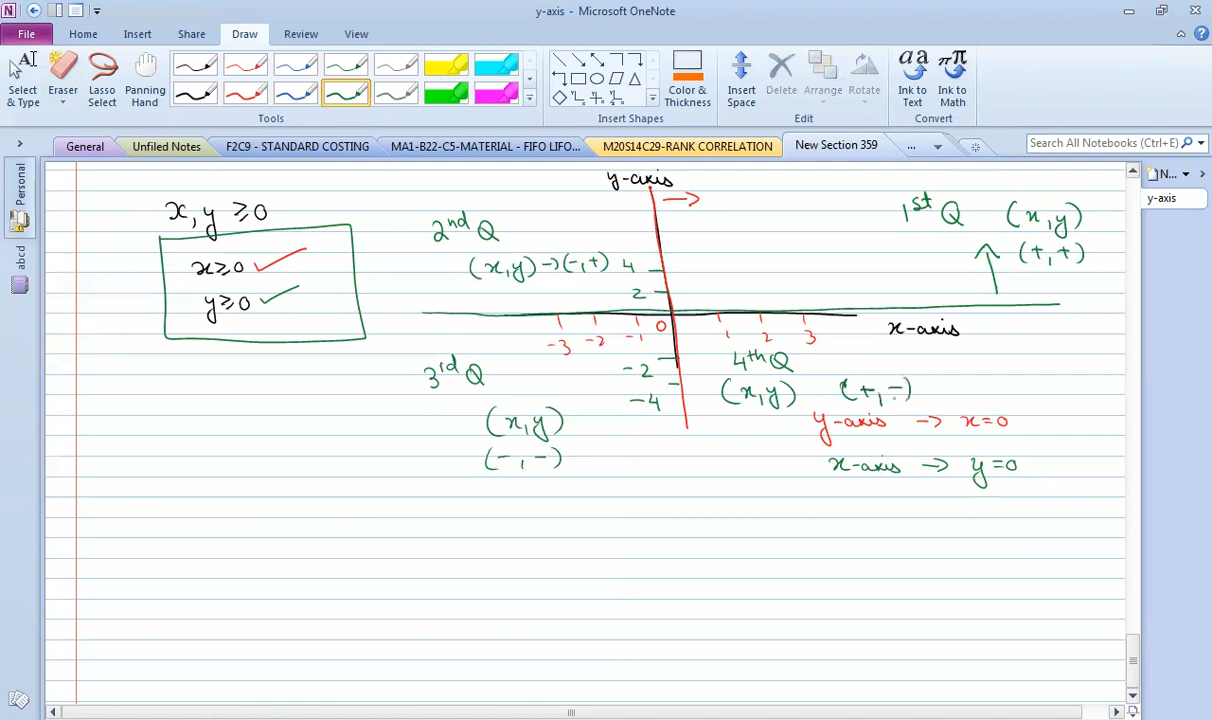 y-axis - Microsoft OneNote
File Home Insert Share Draw Review View
Select & Type
Eraser
Lasso Select
Panning Hand
Color & Thickness
Insert Space
Delete
Arrange
Rotate
Ink to Text
Ink to Math
Tools
Insert Shapes
Edit
Convert
General
Unfiled Notes
F2C9 - STANDARD COSTING
MA1-B22-C5-MATERIAL - FIFO LIFO...
M20S14C29-RANK CORRELATION
New Section 359
...
Search All Notebooks (Ctrl+E)
Personal
abcd
N...
y-axis
x, y ≥ 0
x ≥ 0 ✓
y ≥ 0 ✓
y-axis
→
2nd Q
(x, y) → (-, +)
1st Q (x, y)
(+, +)
4
2
0
x-axis
-3 -2 -1 1 2 3
-2
-4
3rd Q
(x, y)
(-, -)
4th Q
(x, y) (+, -)
y-axis → x=0
x-axis → y=0